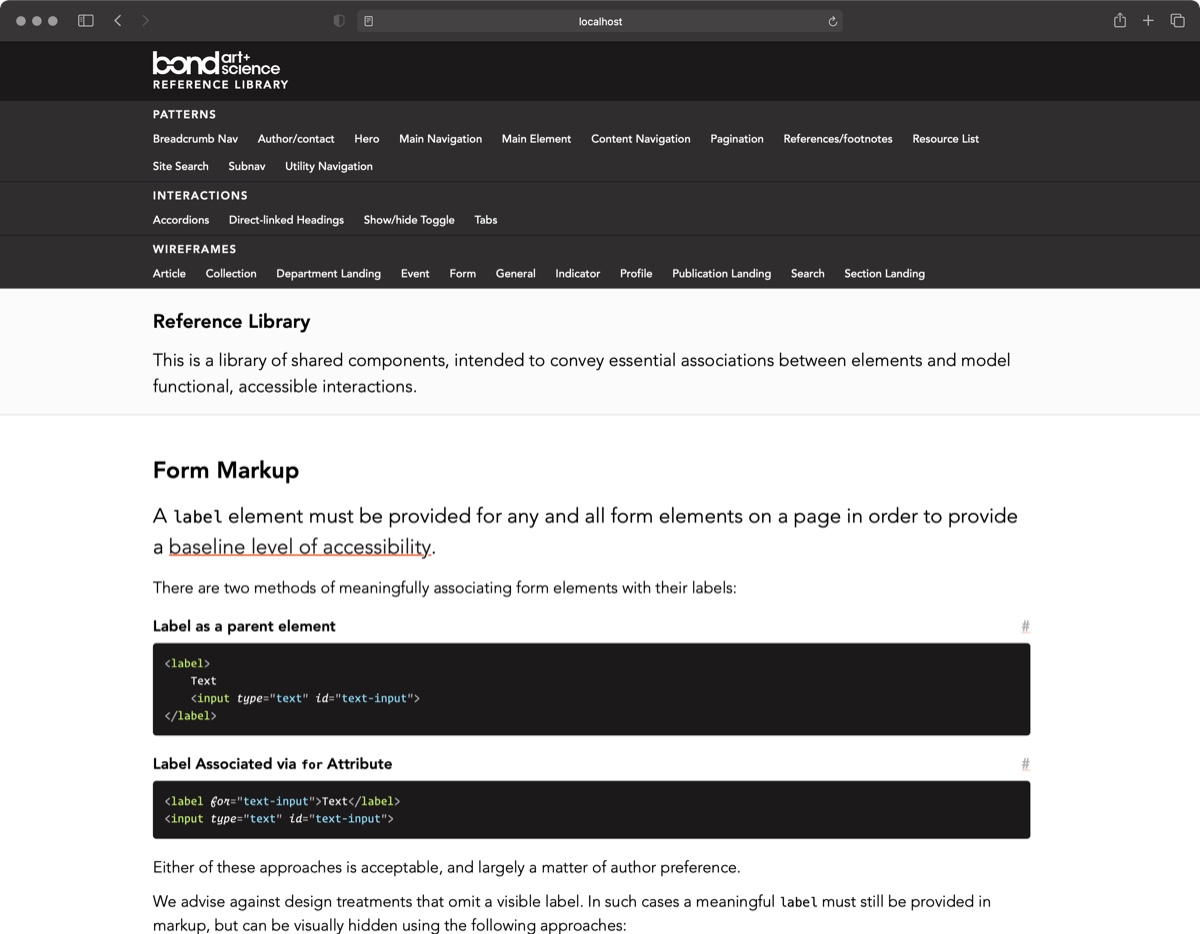 localhost
bond art+
science
REFERENCE LIBRARY
PATTERNS
Breadcrumb Nav Author/contact Hero Main Navigation Main Element Content Navigation Pagination References/footnotes Resource List
Site Search Subnav Utility Navigation
INTERACTIONS
Accordions Direct-linked Headings Show/hide Toggle Tabs
WIREFRAMES
Article Collection Department Landing Event Form General Indicator Profile Publication Landing Search Section Landing
Reference Library
This is a library of shared components, intended to convey essential associations between elements and model
functional, accessible interactions.
Form Markup
A label element must be provided for any and all form elements on a page in order to provide
a baseline level of accessibility.
There are two methods of meaningfully associating form elements with their labels:
Label as a parent element #
<label>
    Text
    <input type="text" id="text-input">
</label>
Label Associated via for Attribute #
<label for="text-input">Text</label>
<input type="text" id="text-input">
Either of these approaches is acceptable, and largely a matter of author preference.
We advise against design treatments that omit a visible label. In such cases a meaningful label must still be provided in
markup, but can be visually hidden using the following approaches: